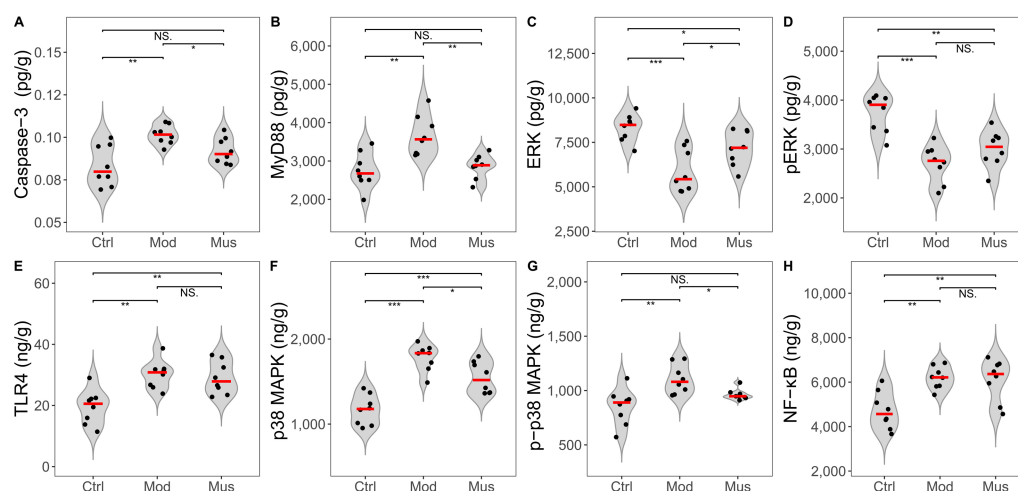 A
Caspase−3 (pg/g)
0.15
0.12
0.10
0.08
0.05
NS.
**
*
Ctrl Mod Mus
B
MyD88 (pg/g)
6,000
5,000
4,000
3,000
2,000
NS.
**
**
Ctrl Mod Mus
C
ERK (pg/g)
12,500
10,000
7,500
5,000
2,500
*
***
*
Ctrl Mod Mus
D
pERK (pg/g)
5,000
4,000
3,000
2,000
**
***
NS.
Ctrl Mod Mus
E
TLR4 (ng/g)
60
40
20
0
**
**
NS.
Ctrl Mod Mus
F
p38 MAPK (ng/g)
2,000
1,000
***
***
*
Ctrl Mod Mus
G
p−p38 MAPK (ng/g)
2,000
1,500
1,000
500
NS.
**
*
Ctrl Mod Mus
H
NF−κB (ng/g)
10,000
8,000
6,000
4,000
2,000
**
**
NS.
Ctrl Mod Mus